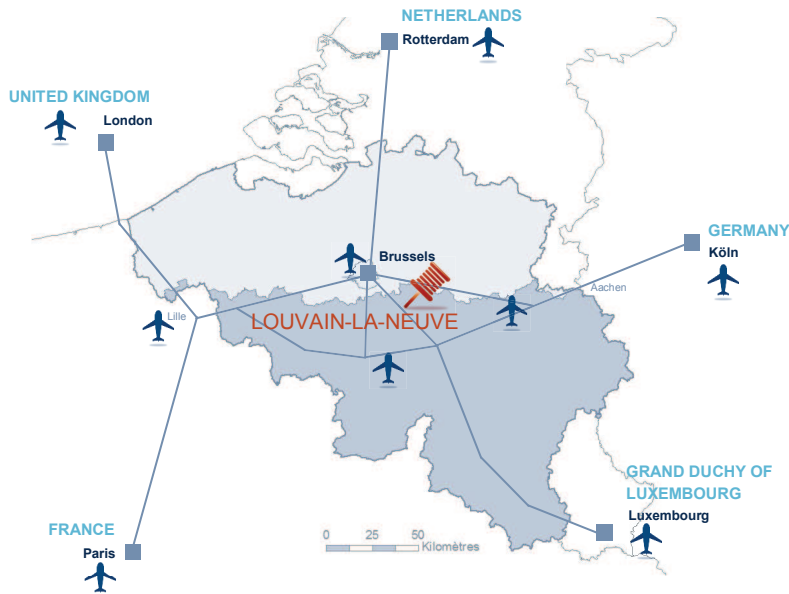 NETHERLANDS
Rotterdam
UNITED KINGDOM
London
GERMANY
Köln
Brussels
Aachen
Lille
LOUVAIN-LA-NEUVE
GRAND DUCHY OF
LUXEMBOURG
Luxembourg
FRANCE
Paris
0 25 50
Kilomètres